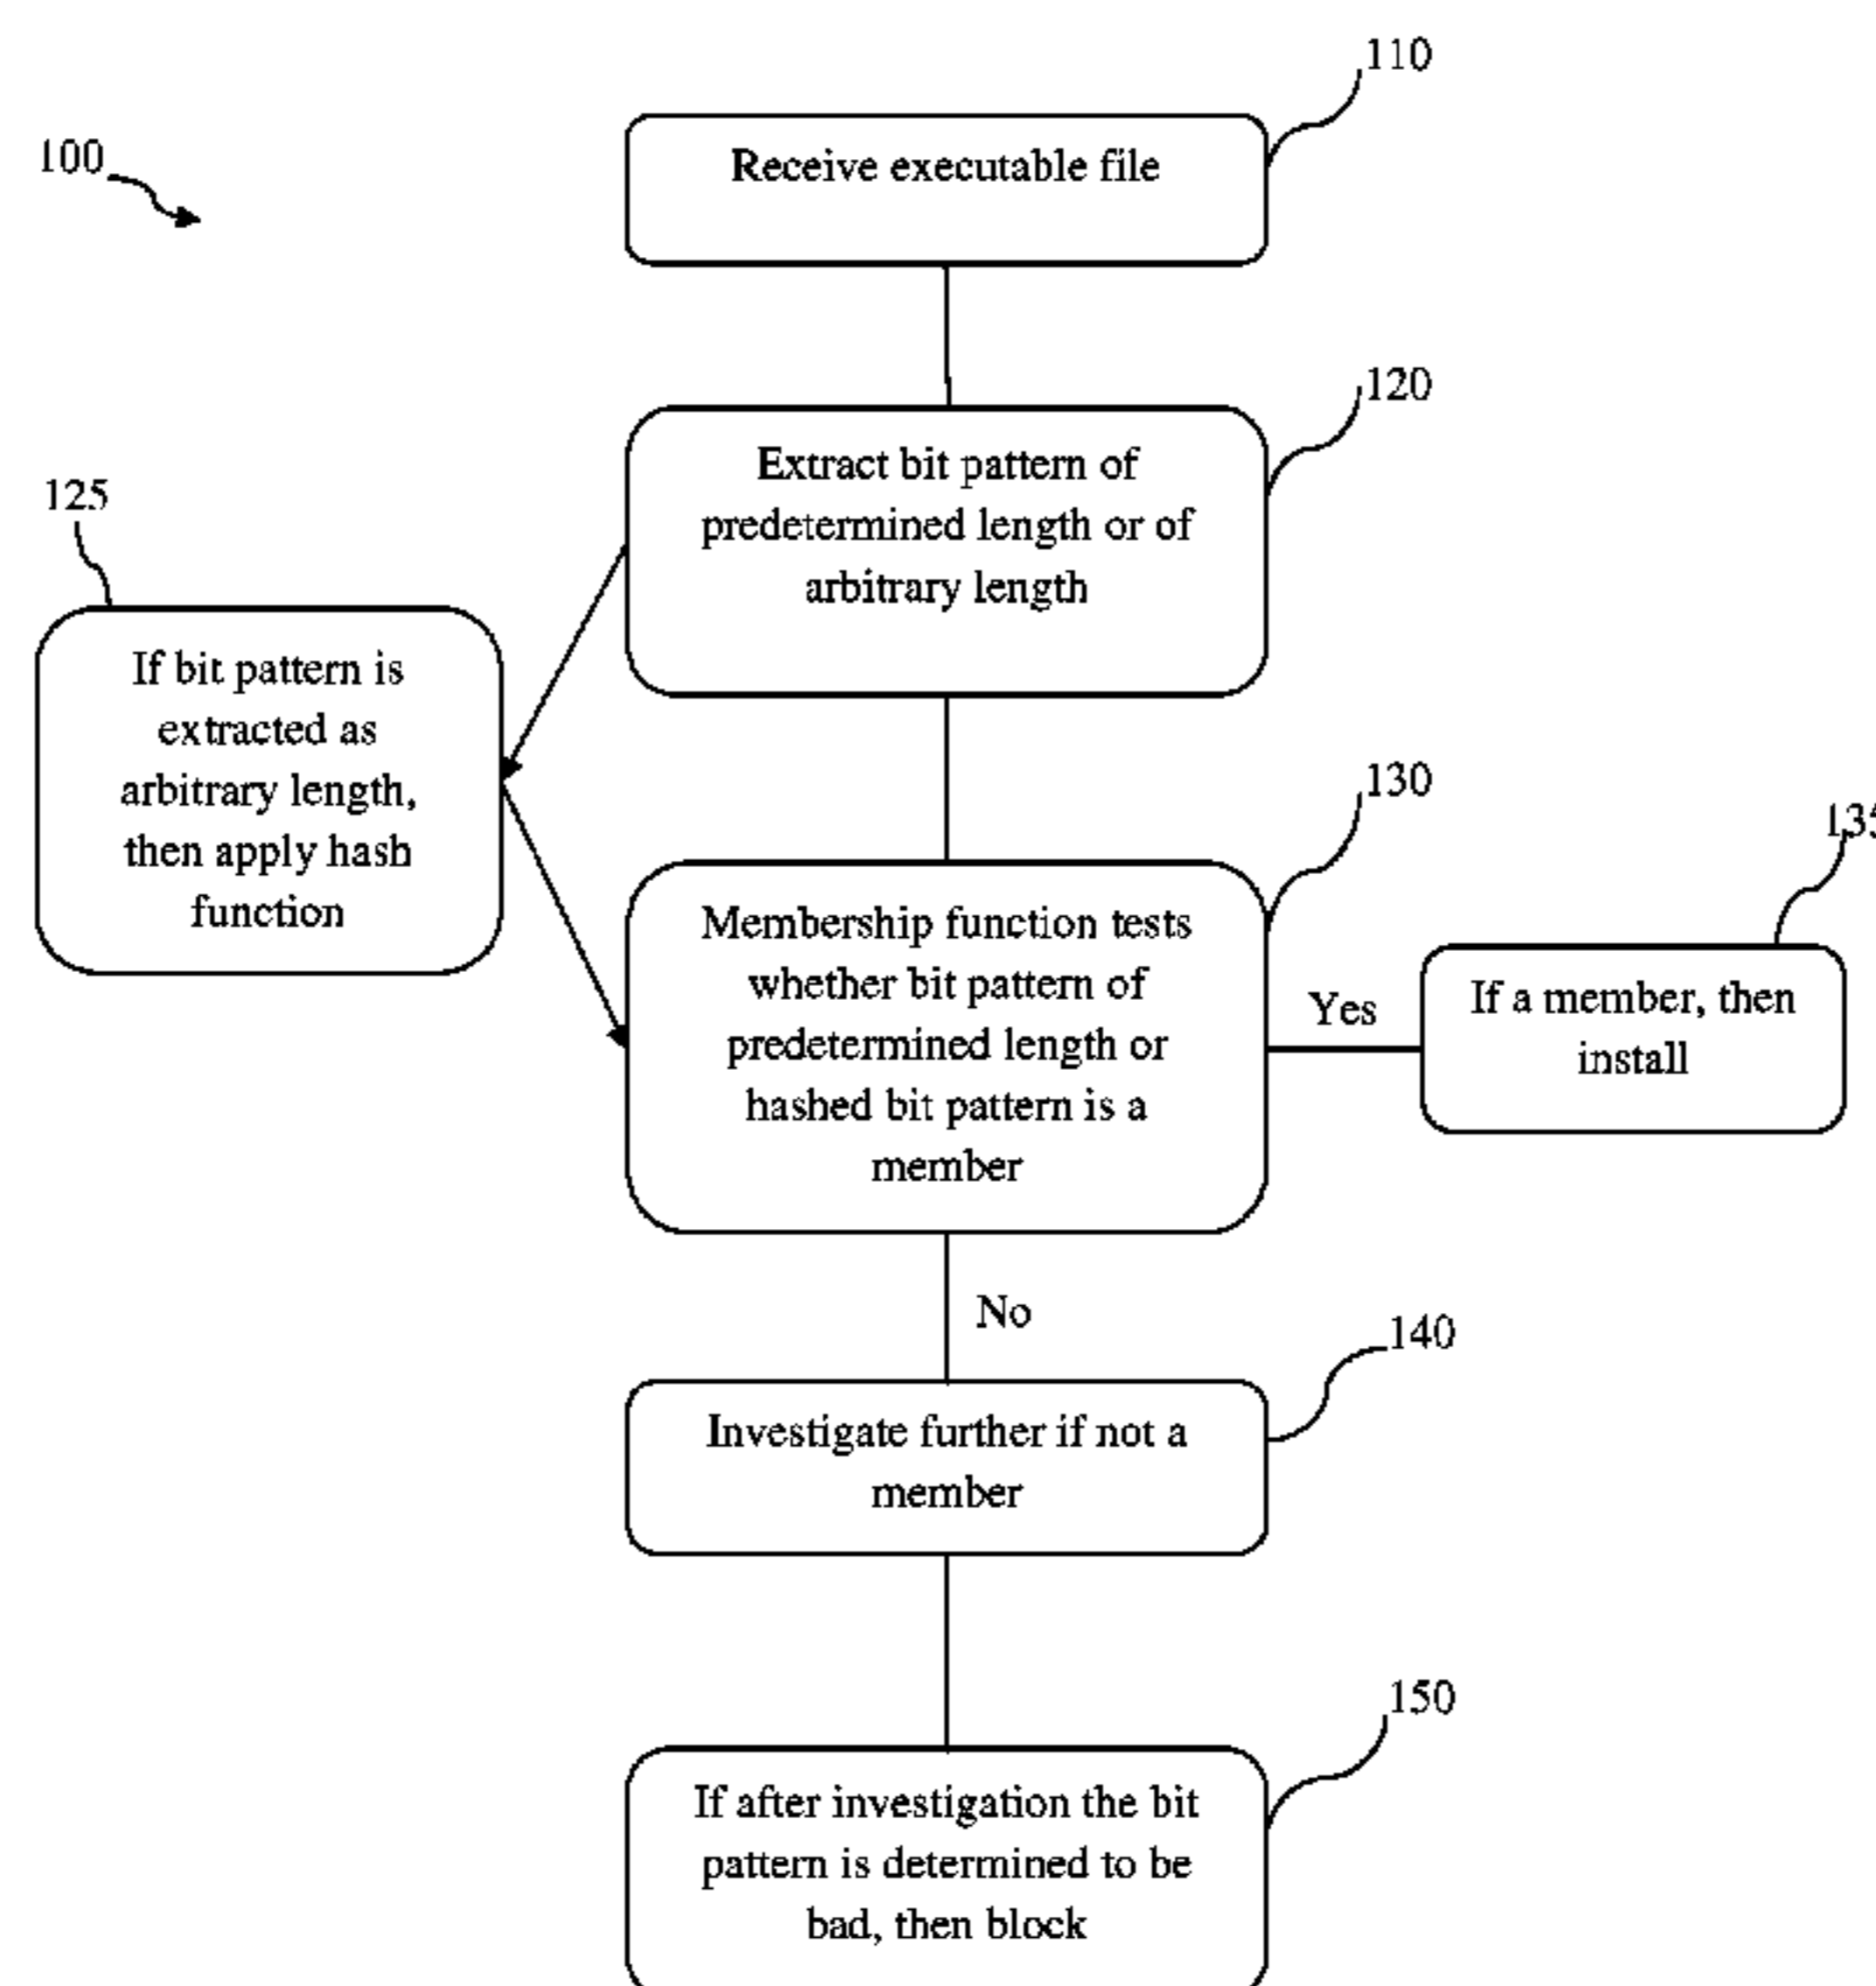 110
100
Receive executable file
120
Extract bit pattern of
predetermined length or of
arbitrary length
125
If bit pattern is
extracted as
arbitrary length,
then apply hash
function
130
Membership function tests
whether bit pattern of
predetermined length or
hashed bit pattern is a
member
135
Yes
If a member, then
install
No
140
Investigate further if not a
member
150
If after investigation the bit
pattern is determined to be
bad, then block